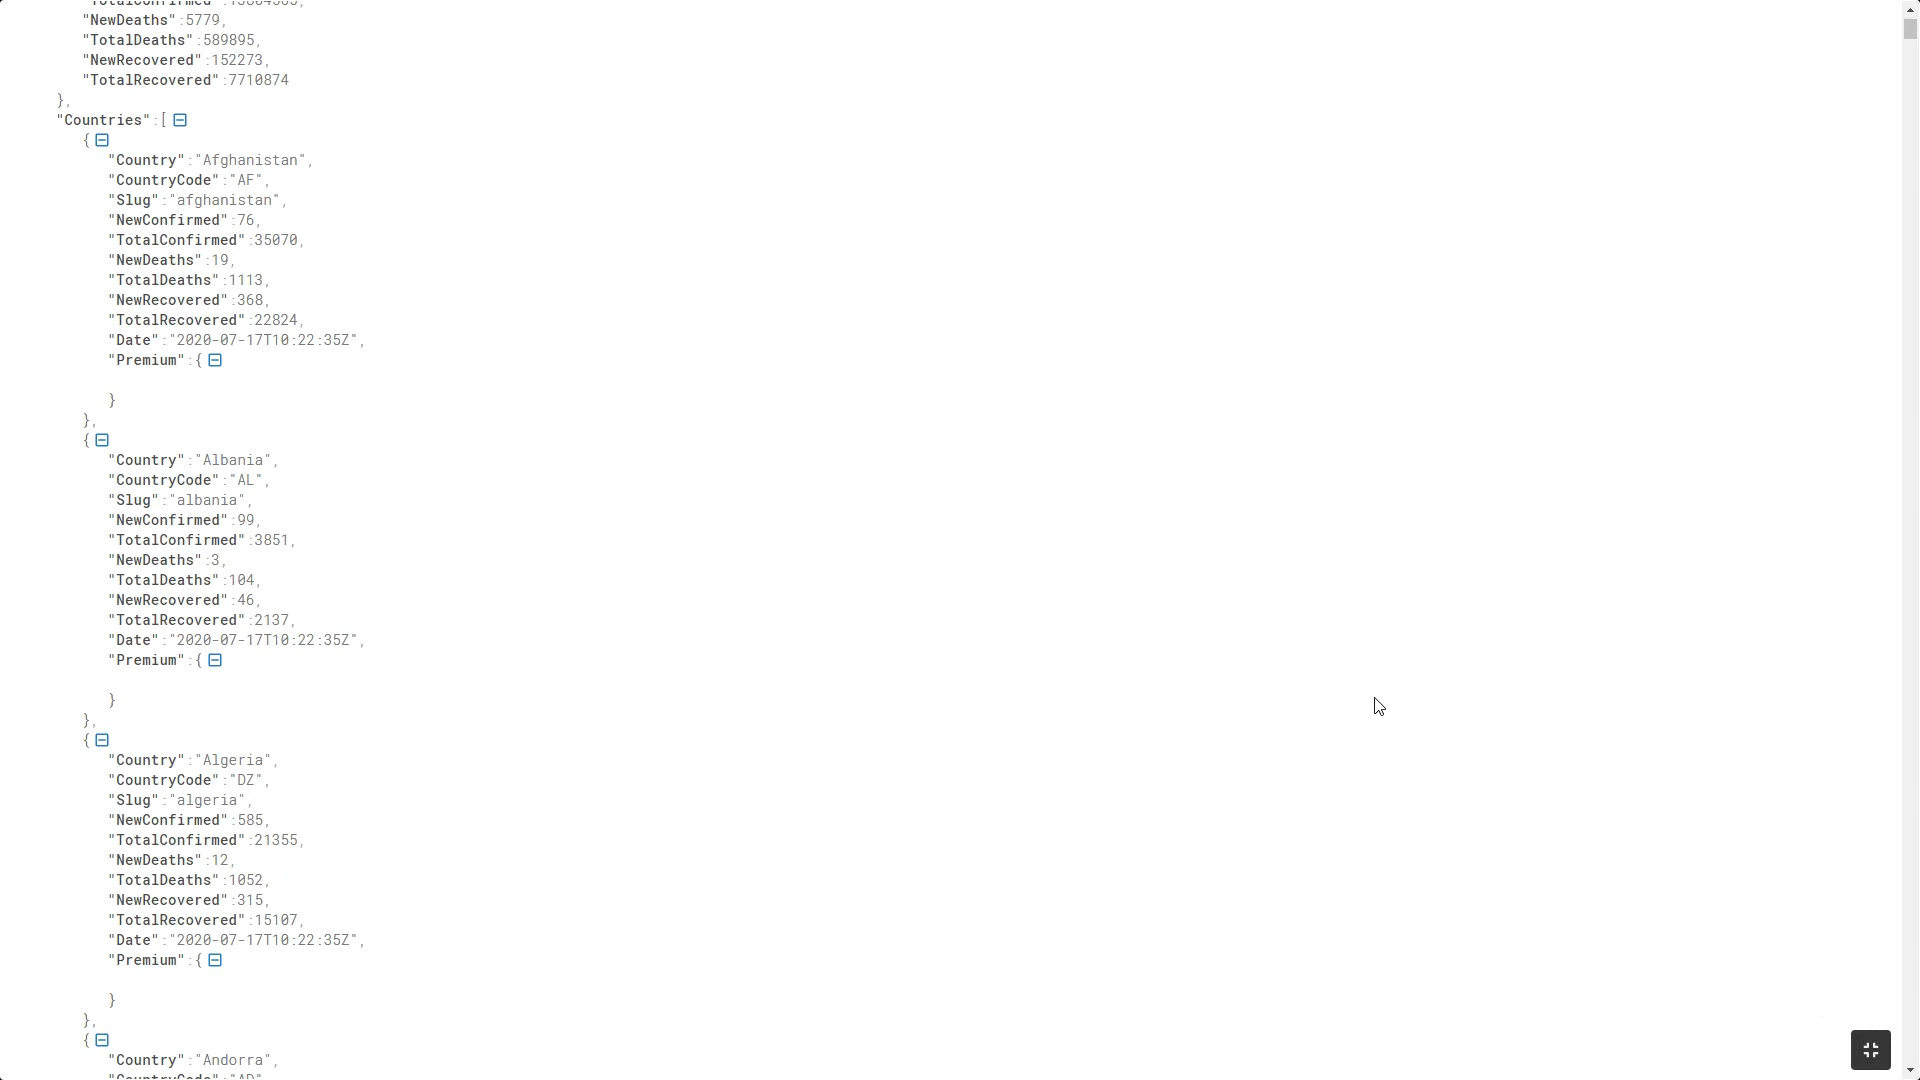 "NewDeaths":5779,
"TotalDeaths":589895,
"NewRecovered":152273,
"TotalRecovered":7710874
},
"Countries":[
{
"Country":"Afghanistan",
"CountryCode":"AF",
"Slug":"afghanistan",
"NewConfirmed":76,
"TotalConfirmed":35070,
"NewDeaths":19,
"TotalDeaths":1113,
"NewRecovered":368,
"TotalRecovered":22824,
"Date":"2020-07-17T10:22:35Z",
"Premium":{
}
},
{
"Country":"Albania",
"CountryCode":"AL",
"Slug":"albania",
"NewConfirmed":99,
"TotalConfirmed":3851,
"NewDeaths":3,
"TotalDeaths":104,
"NewRecovered":46,
"TotalRecovered":2137,
"Date":"2020-07-17T10:22:35Z",
"Premium":{
}
},
{
"Country":"Algeria",
"CountryCode":"DZ",
"Slug":"algeria",
"NewConfirmed":585,
"TotalConfirmed":21355,
"NewDeaths":12,
"TotalDeaths":1052,
"NewRecovered":315,
"TotalRecovered":15107,
"Date":"2020-07-17T10:22:35Z",
"Premium":{
}
},
{
"Country":"Andorra",